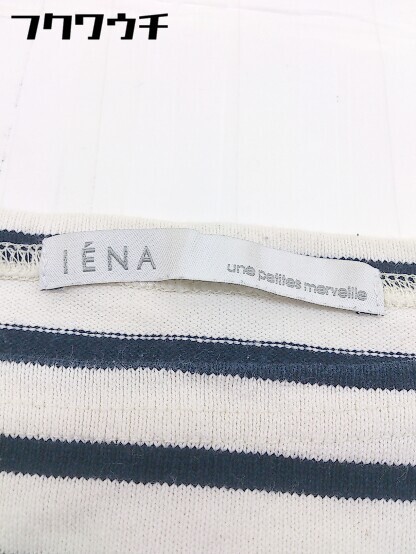 フクワウチ
IÉNA
une petites merveille